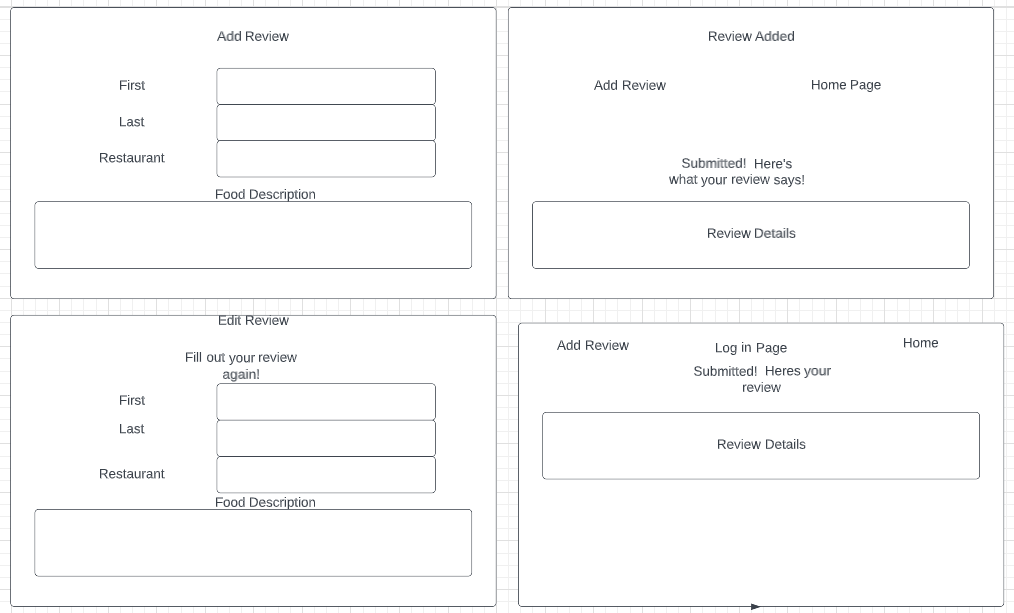 Add Review
First
Last
Restaurant
Food Description
Review Added
Add Review
Home Page
Submitted! Here's
what your review says!
Review Details
Edit Review
Fill out your review
again!
First
Last
Restaurant
Food Description
Add Review
Log in Page
Home
Submitted! Heres your
review
Review Details